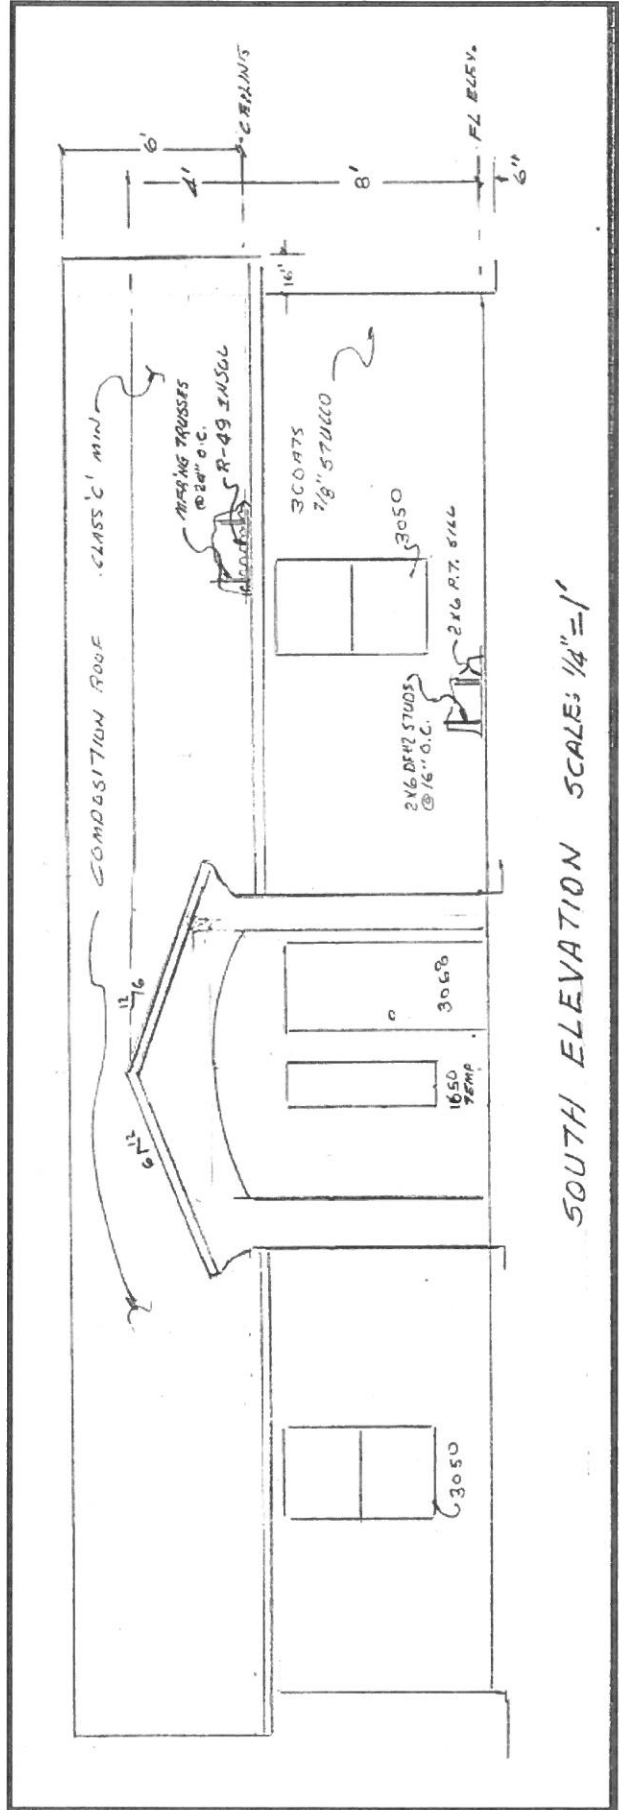 COMPOSITION ROOF CLASS 'C' MIN
6'
4'
CEILING
8'
FL ELEV.
6"
16"
12
6
6
12
MFR'NG TRUSSES
@ 24" O.C.
R-49 INSUL
3 COATS
7/8" STUCCO
3050
2X6 DF#2 STUDS
@ 16" O.C.
2X6 P.T. SILL
3068
1650
TEMP
3050
SOUTH ELEVATION SCALE: 1/4"=1'